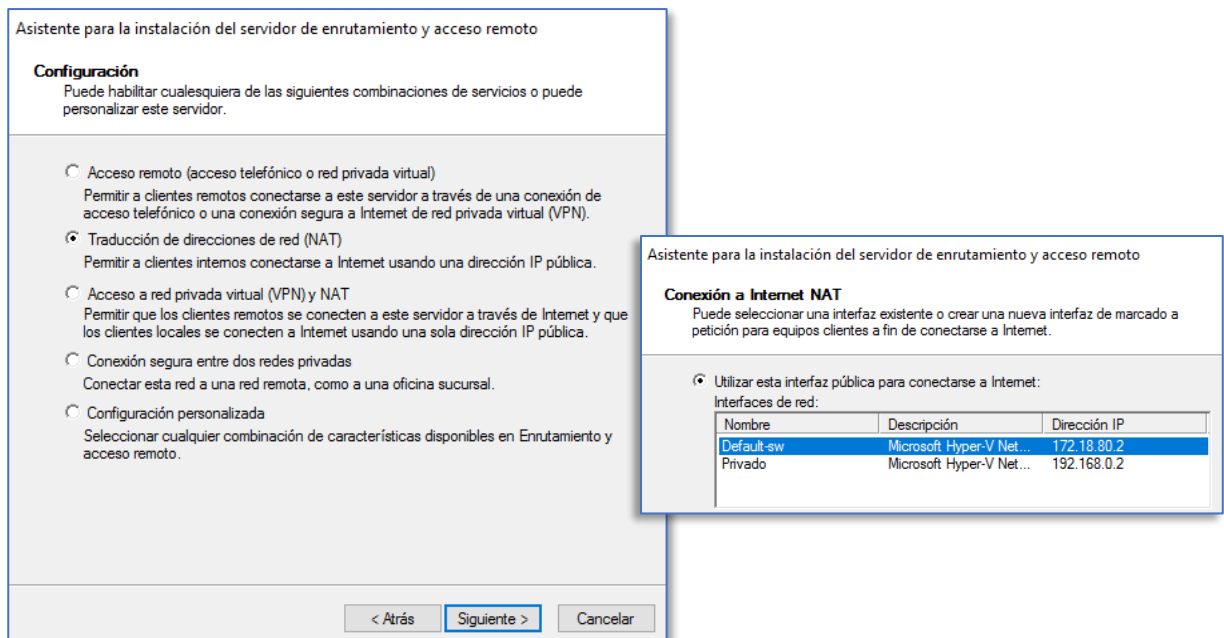 Asistente para la instalación del servidor de enrutamiento y acceso remoto
Configuración
Puede habilitar cualesquiera de las siguientes combinaciones de servicios o puede
personalizar este servidor.
Acceso remoto (acceso telefónico o red privada virtual)
Permitir a clientes remotos conectarse a este servidor a través de una conexión de
acceso telefónico o una conexión segura a Internet de red privada virtual (VPN).
Traducción de direcciones de red (NAT)
Permitir a clientes internos conectarse a Internet usando una dirección IP pública.
Acceso a red privada virtual (VPN) y NAT
Permitir que los clientes remotos se conecten a este servidor a través de Internet y que
los clientes locales se conecten a Internet usando una sola dirección IP pública.
Conexión segura entre dos redes privadas
Conectar esta red a una red remota, como a una oficina sucursal.
Configuración personalizada
Seleccionar cualquier combinación de características disponibles en Enrutamiento y
acceso remoto.
< Atrás Siguiente > Cancelar
Asistente para la instalación del servidor de enrutamiento y acceso remoto
Conexión a Internet NAT
Puede seleccionar una interfaz existente o crear una nueva interfaz de marcado a
petición para equipos clientes a fin de conectarse a Internet.
Utilizar esta interfaz pública para conectarse a Internet:
Interfaces de red:
Nombre Descripción Dirección IP
Default-sw Microsoft Hyper-V Net... 172.18.80.2
Privado Microsoft Hyper-V Net... 192.168.0.2